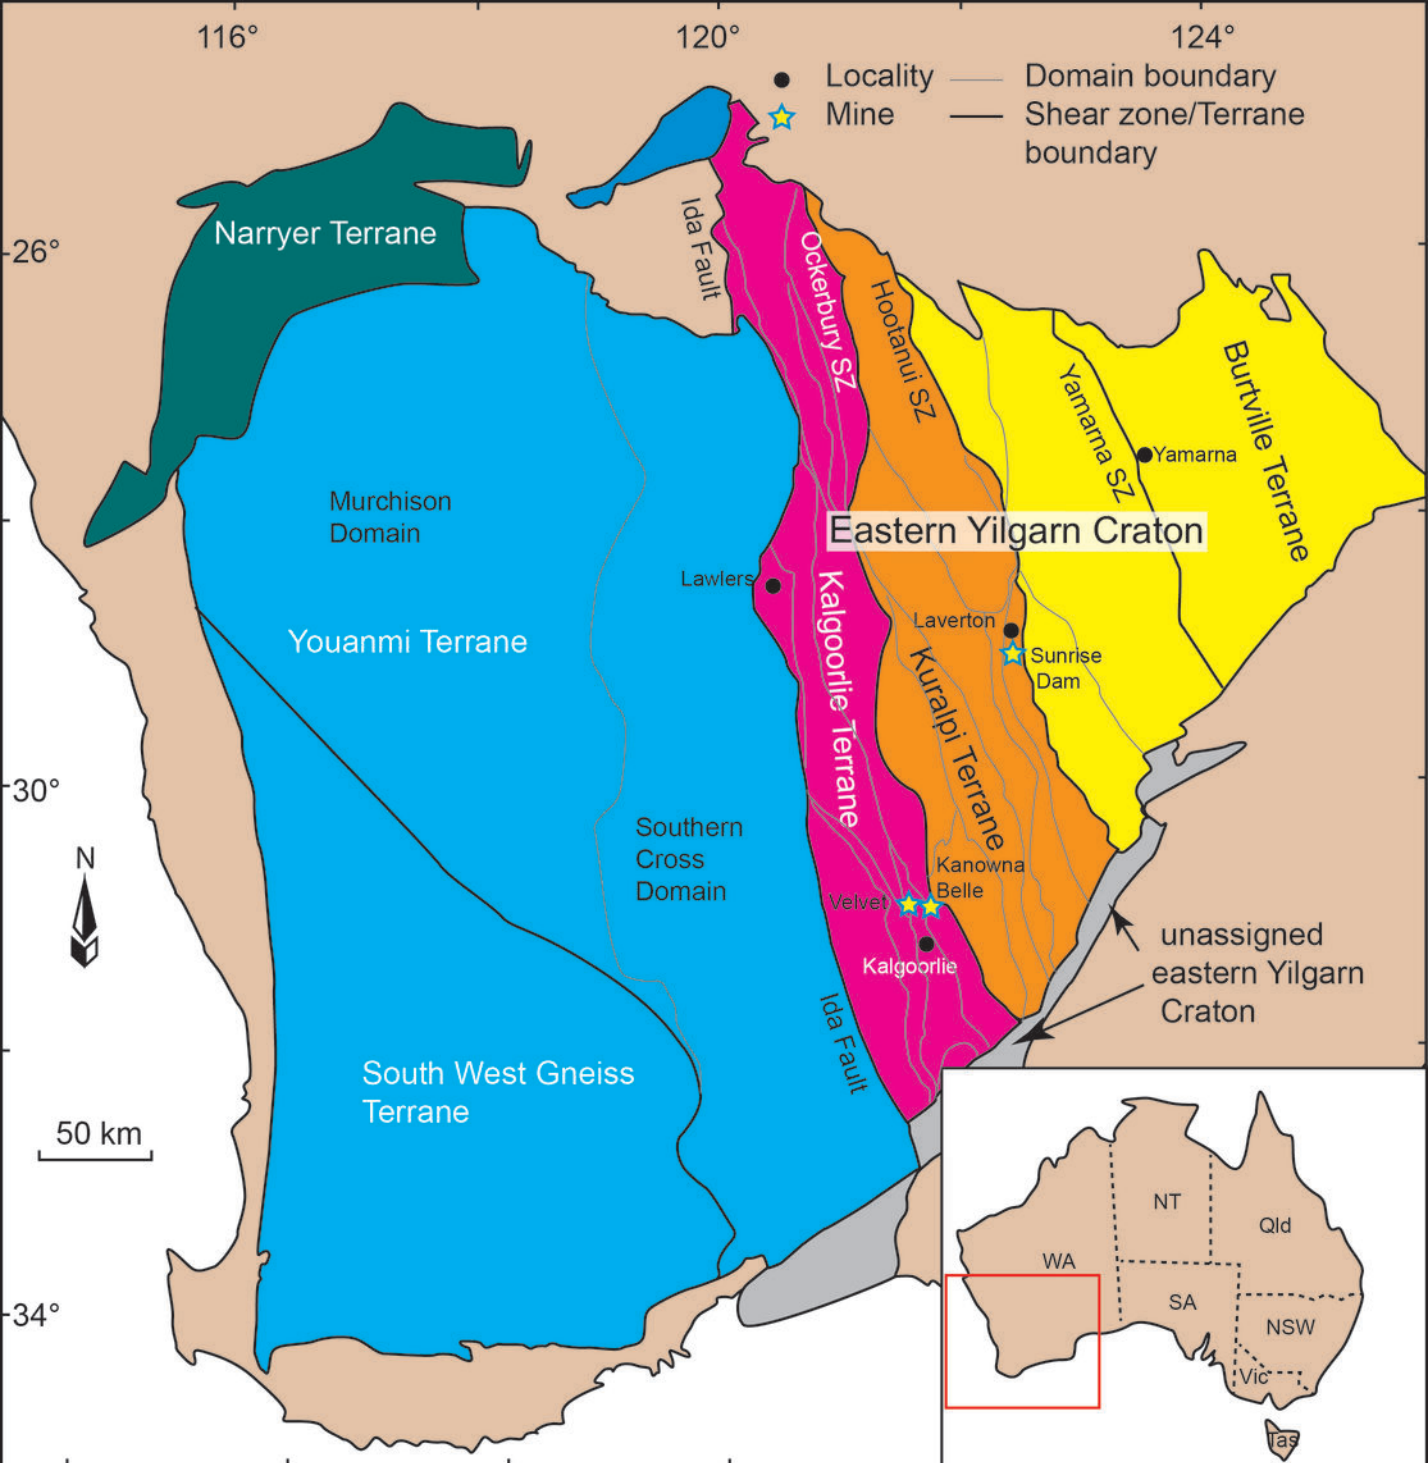 116°
120°
124°
Locality
Domain boundary
Mine
Shear zone/Terrane
boundary
Narryer Terrane
26°
Ida Fault
Ockerbury SZ
Hootanui SZ
Yamarna SZ
Burtville Terrane
Yamarna
Murchison
Domain
Eastern Yilgarn Craton
Lawlers
Kalgoorlie Terrane
Laverton
Youanmi Terrane
Sunrise
Dam
Kuralpi Terrane
30°
Southern
Cross
Domain
N
Kanowna
Belle
Velvet
Kalgoorlie
unassigned
eastern Yilgarn
Craton
Ida Fault
South West Gneiss
Terrane
50 km
34°
NT
Qld
WA
SA
NSW
Vic
Tas